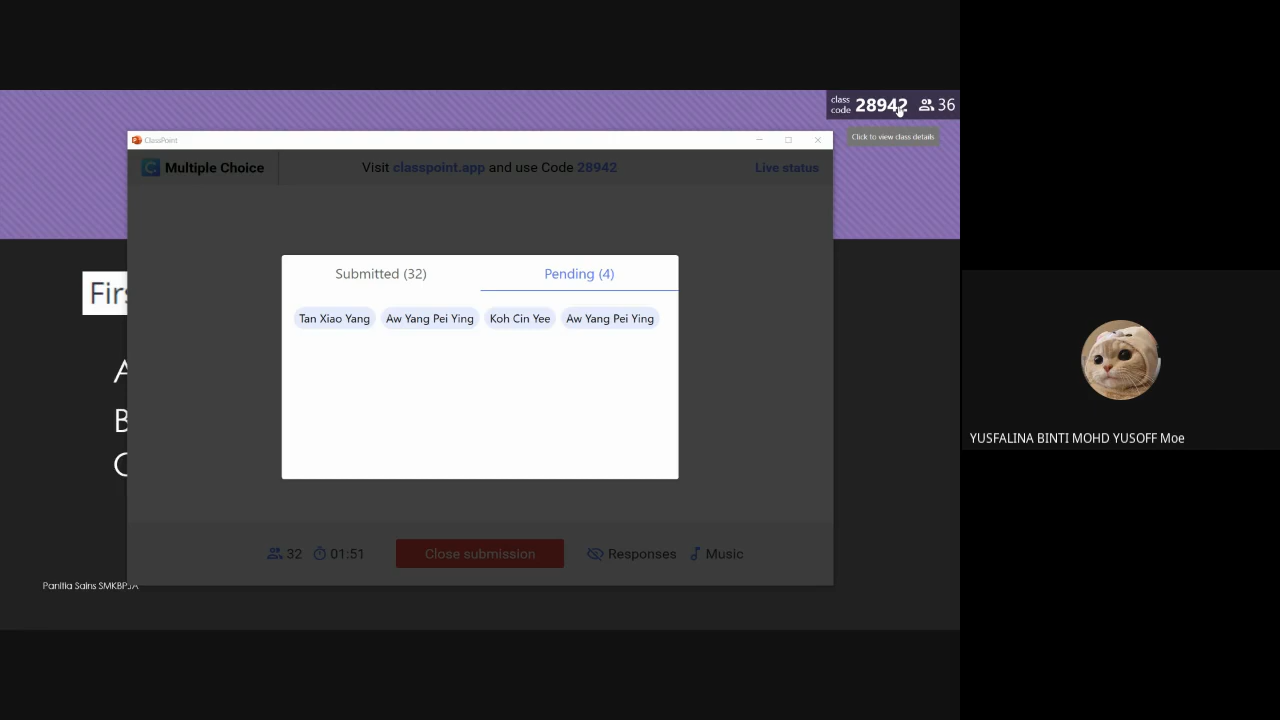 class code 28942 36
Click to view class details
ClassPoint
Multiple Choice
Visit classpoint.app and use Code 28942
Live status
Submitted (32)
Pending (4)
Tan Xiao Yang
Aw Yang Pei Ying
Koh Cin Yee
Aw Yang Pei Ying
A
B
32
01:51
Close submission
Responses
Music
Panitia Sains
YUSFALINA BINTI MOHD YUSOFF Moe